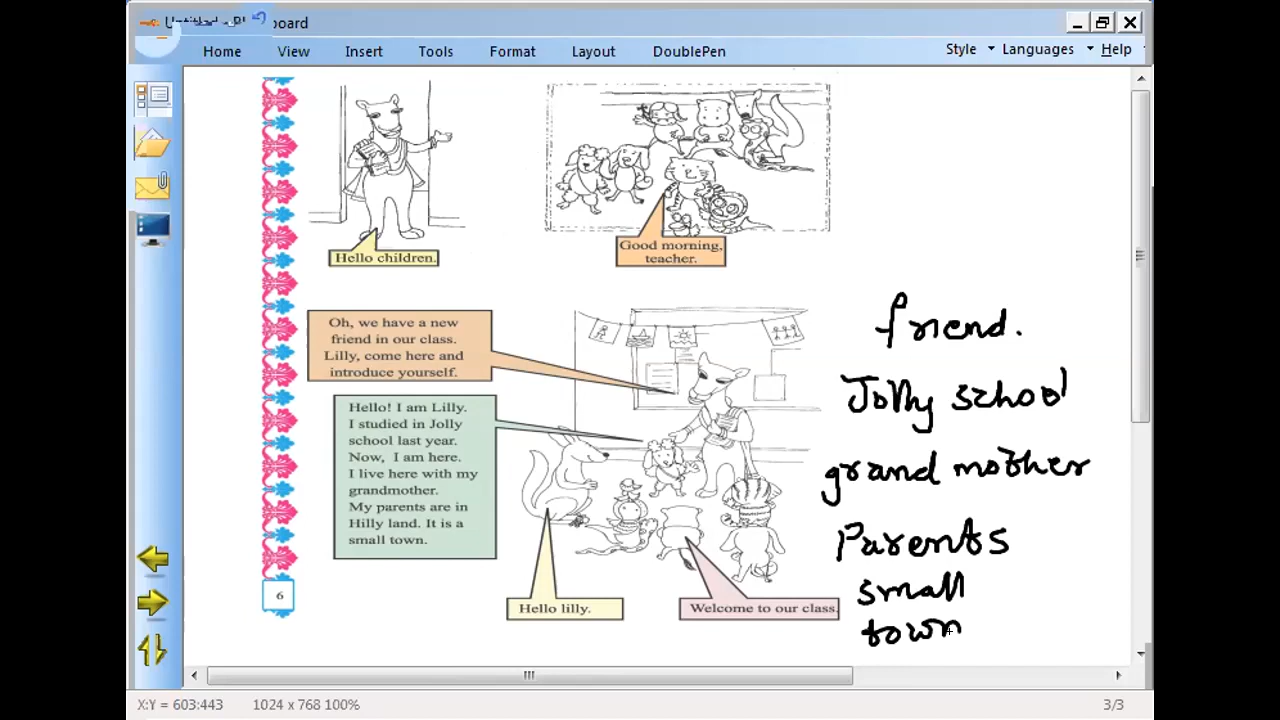 Home View Insert Tools Format Layout DoublePen Style Languages Help
Hello children.
Good morning,
teacher.
Oh, we have a new
friend in our class.
Lilly, come here and
introduce yourself.
Hello! I am Lilly.
I studied in Jolly
school last year.
Now, I am here.
I live here with my
grandmother.
My parents are in
Hilly land. It is a
small town.
Hello lilly.
Welcome to our class.
6
friend.
Jolly school
grand mother
Parents
small
town
X:Y = 603:443 1024 x 768 100% 3/3